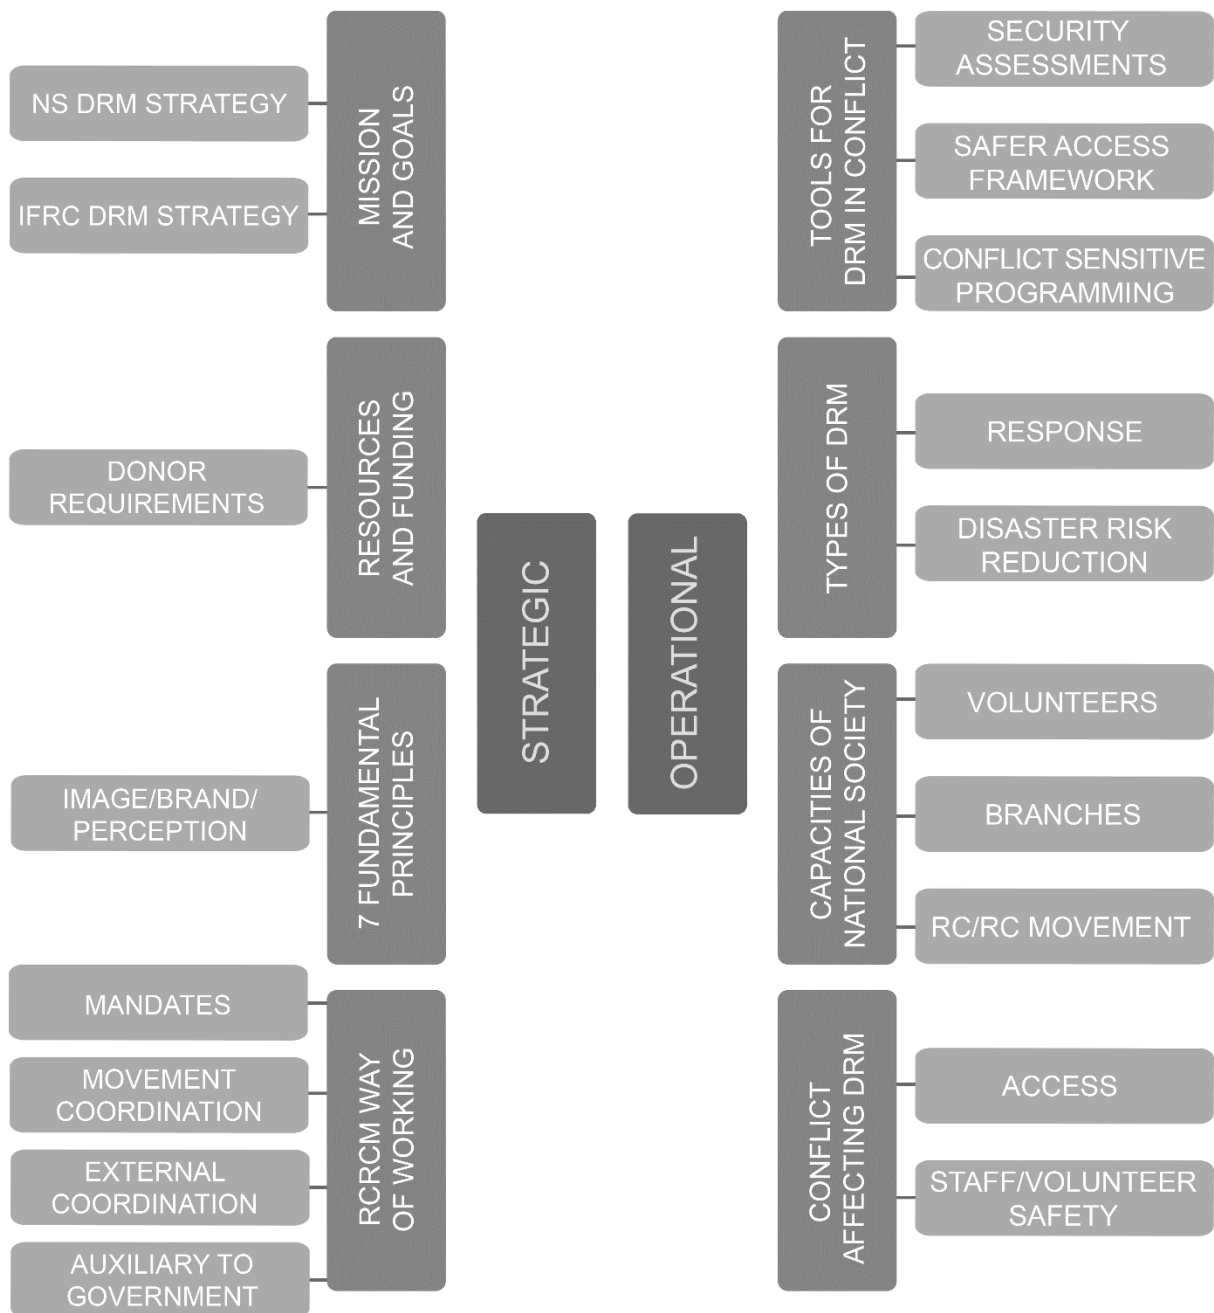 NS DRM STRATEGY
IFRC DRM STRATEGY
MISSION
AND GOALS
DONOR
REQUIREMENTS
RESOURCES
AND FUNDING
IMAGE/BRAND/
PERCEPTION
7 FUNDAMENTAL
PRINCIPLES
MANDATES
MOVEMENT
COORDINATION
EXTERNAL
COORDINATION
AUXILIARY TO
GOVERNMENT
RCRCM WAY
OF WORKING
STRATEGIC
OPERATIONAL
TOOLS FOR
DRM IN CONFLICT
SECURITY
ASSESSMENTS
SAFER ACCESS
FRAMEWORK
CONFLICT SENSITIVE
PROGRAMMING
TYPES OF DRM
RESPONSE
DISASTER RISK
REDUCTION
CAPACITIES OF
NATIONAL SOCIETY
VOLUNTEERS
BRANCHES
RC/RC MOVEMENT
CONFLICT
AFFECTING DRM
ACCESS
STAFF/VOLUNTEER
SAFETY